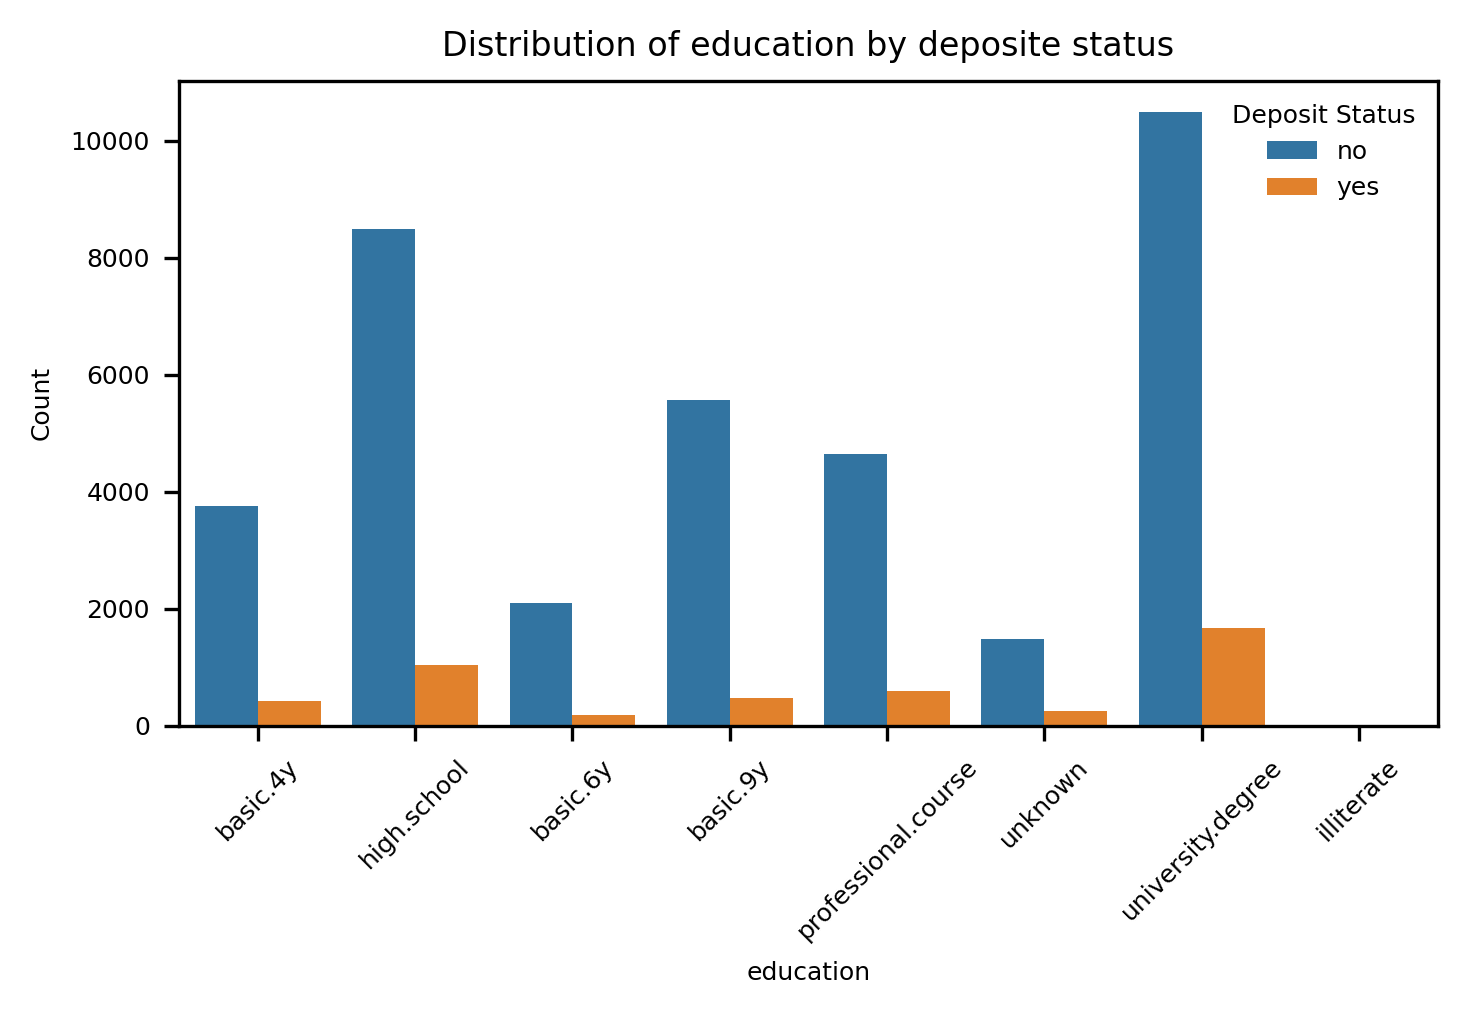 Distribution of education by deposite status
Deposit Status
no
yes
10000
8000
6000
4000
2000
0
Count
basic.4y
high.school
basic.6y
basic.9y
professional.course
unknown
university.degree
illiterate
education